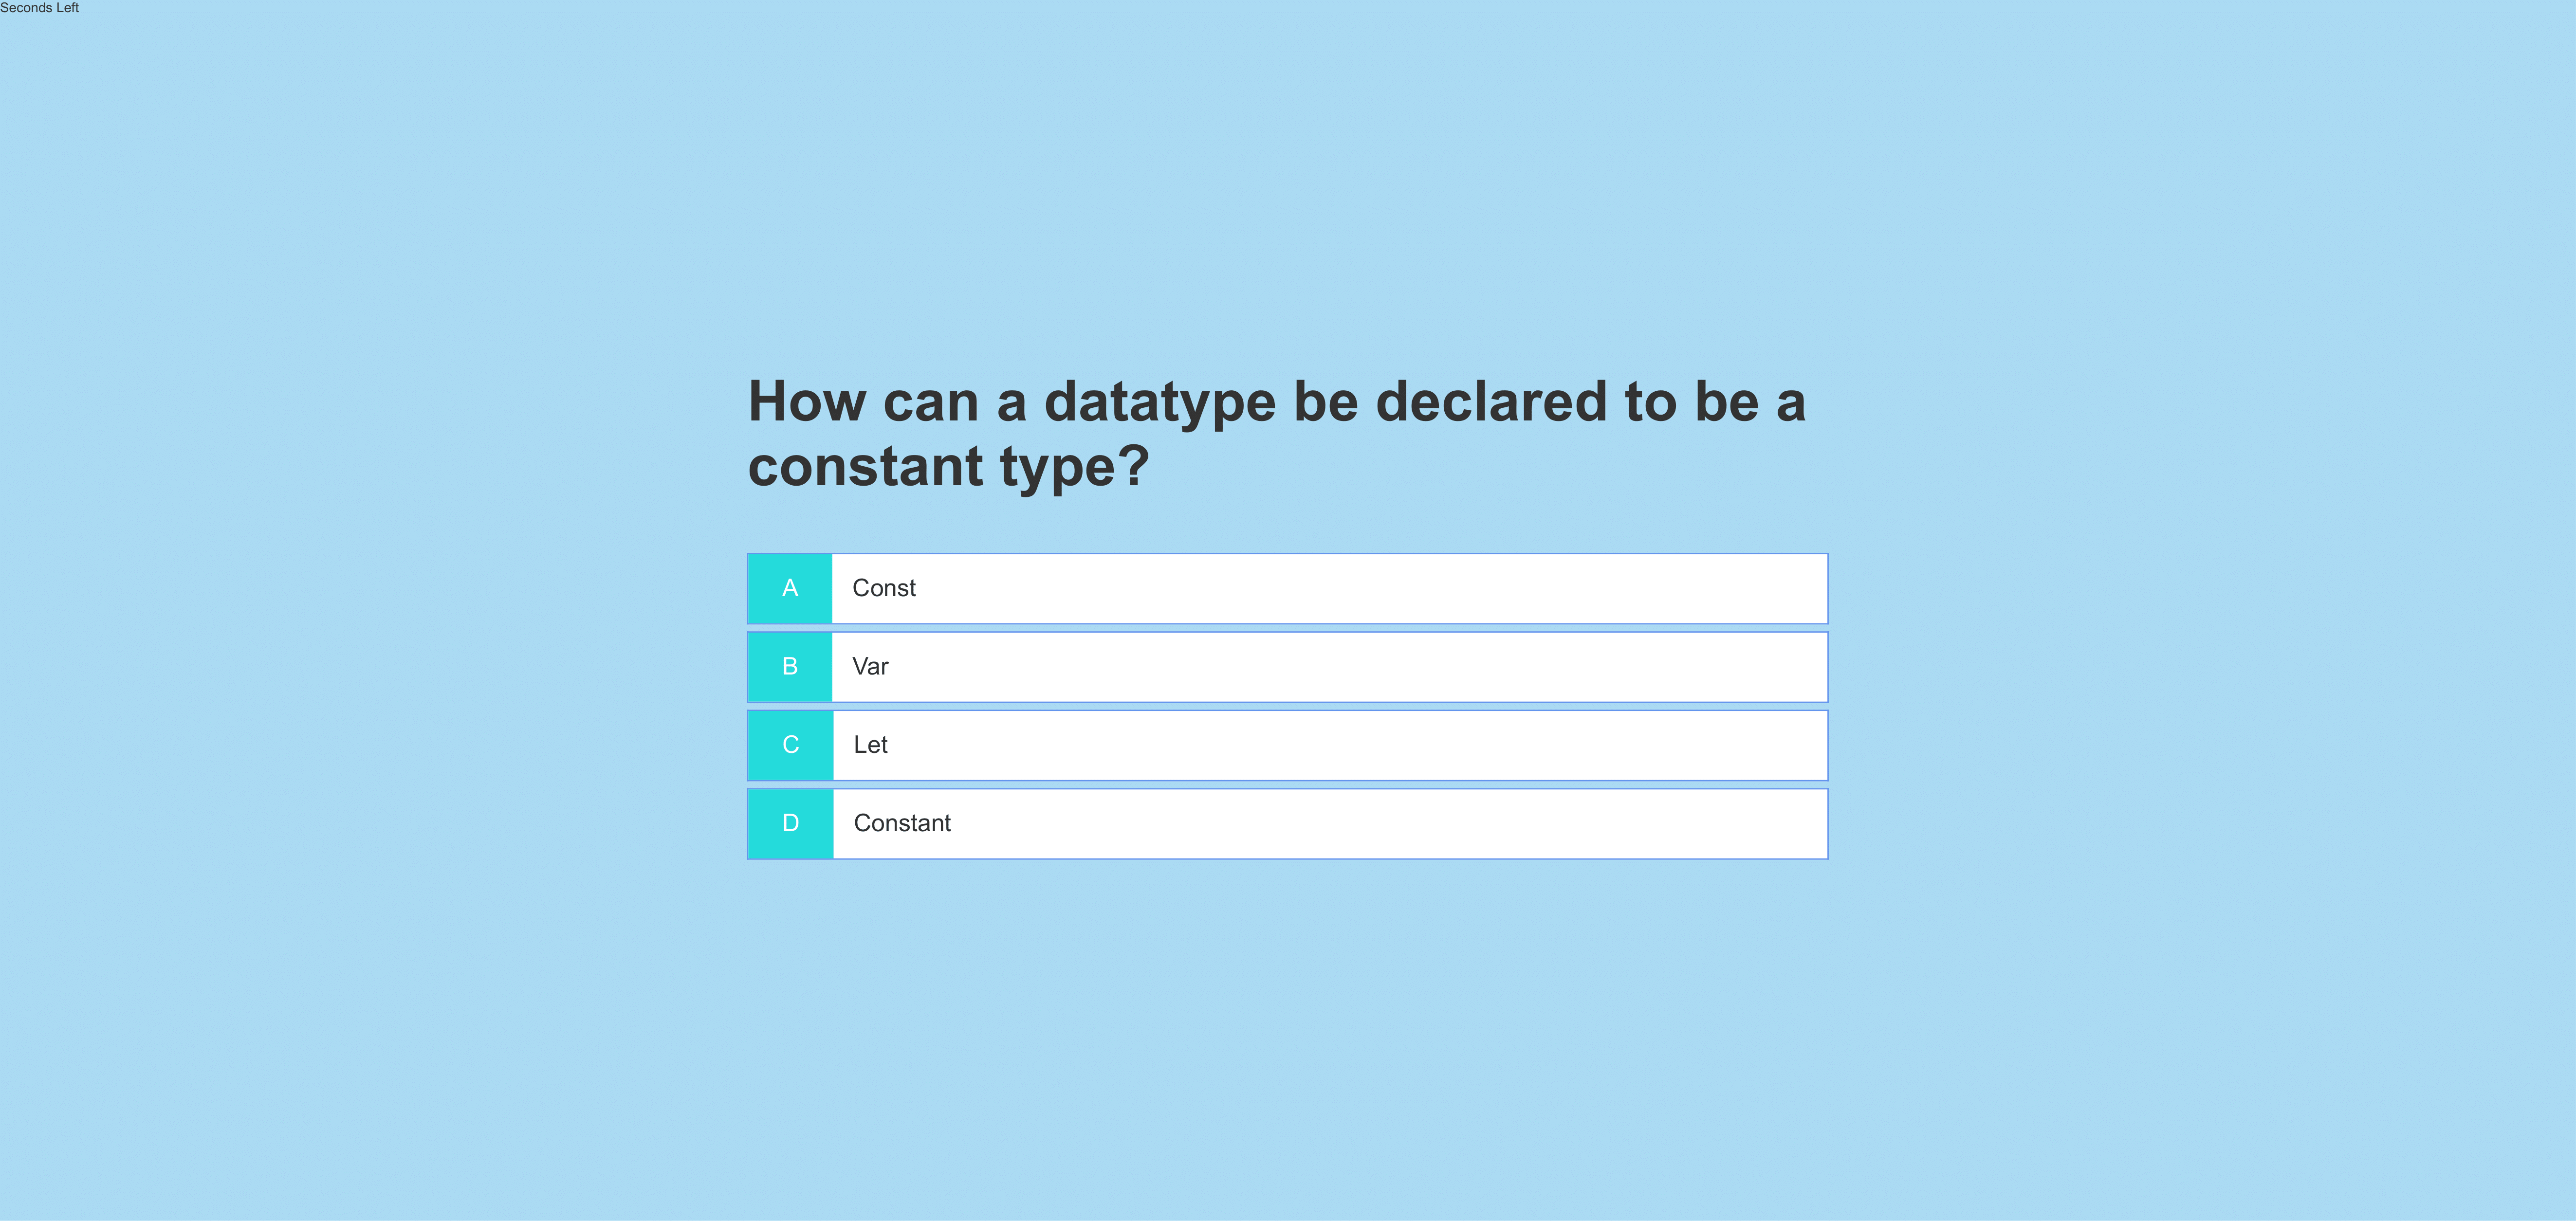 Seconds Left
How can a datatype be declared to be a
constant type?
A Const
B Var
C Let
D Constant